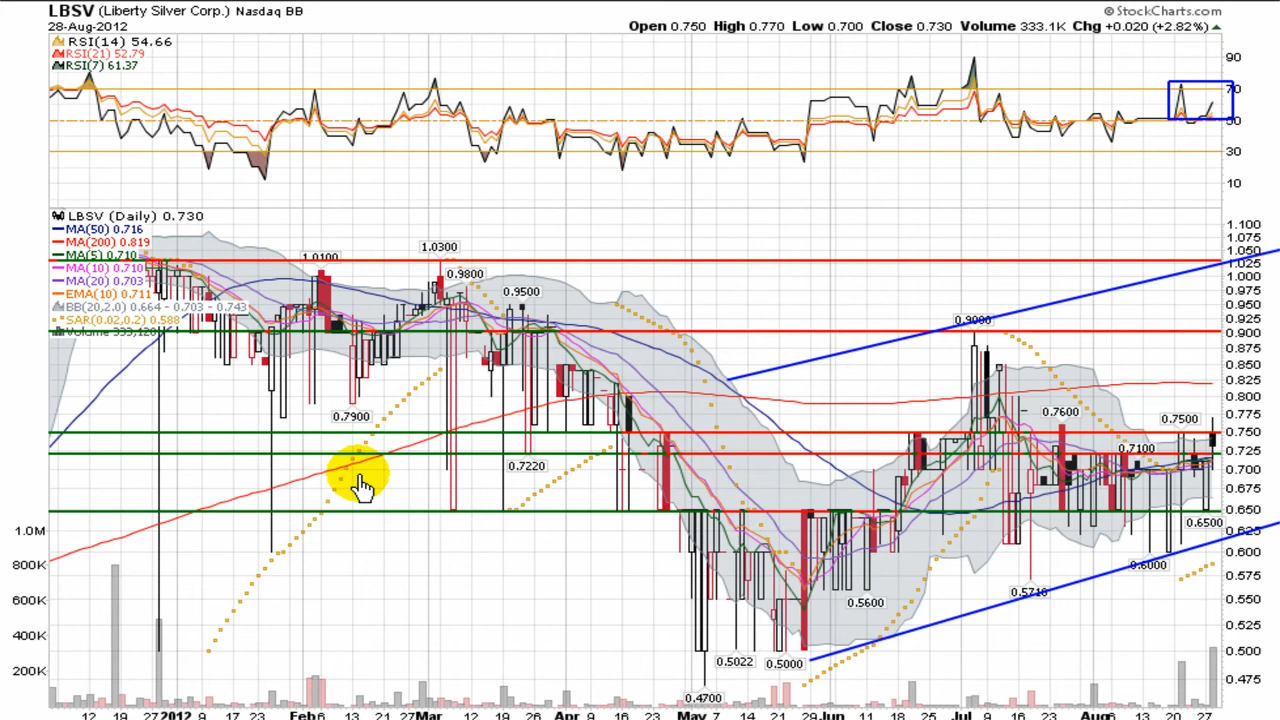 LBSV (Liberty Silver Corp.) Nasdaq BB
® StockCharts.com
28-Aug-2012
Open 0.750 High 0.770 Low 0.700 Close 0.730 Volume 333.1K Chg +0.020 (+2.82%)
RSI(14) 54.66
RSI(21) 52.79
RSI(7) 61.37
90
70
50
30
10
LBSV (Daily) 0.730
MA(50) 0.716
MA(200) 0.819
MA(5) 0.710
MA(10) 0.710
MA(20) 0.703
EMA(10) 0.711
BB(20,2.0) 0.664 - 0.703 - 0.743
SAR(0.02,0.2) 0.588
Volume 333,120
1.0100
1.0300
0.9800
0.9500
0.9000
0.7900
0.7220
0.7600
0.7100
0.7500
0.6500
0.6000
0.5710
0.5600
0.5022
0.5000
0.4700
1.100
1.075
1.050
1.025
1.000
0.975
0.950
0.925
0.900
0.875
0.850
0.825
0.800
0.775
0.750
0.725
0.700
0.675
0.650
0.625
0.600
0.575
0.550
0.525
0.500
0.475
1.0M
800K
600K
400K
200K
12 19 27 2012 9 17 23 Feb 6 13 21 27 Mar 12 19 26 Apr 9 16 23 May 7 14 21 29 Jun 11 18 25 Jul 9 16 23 Aug 6 13 20 27